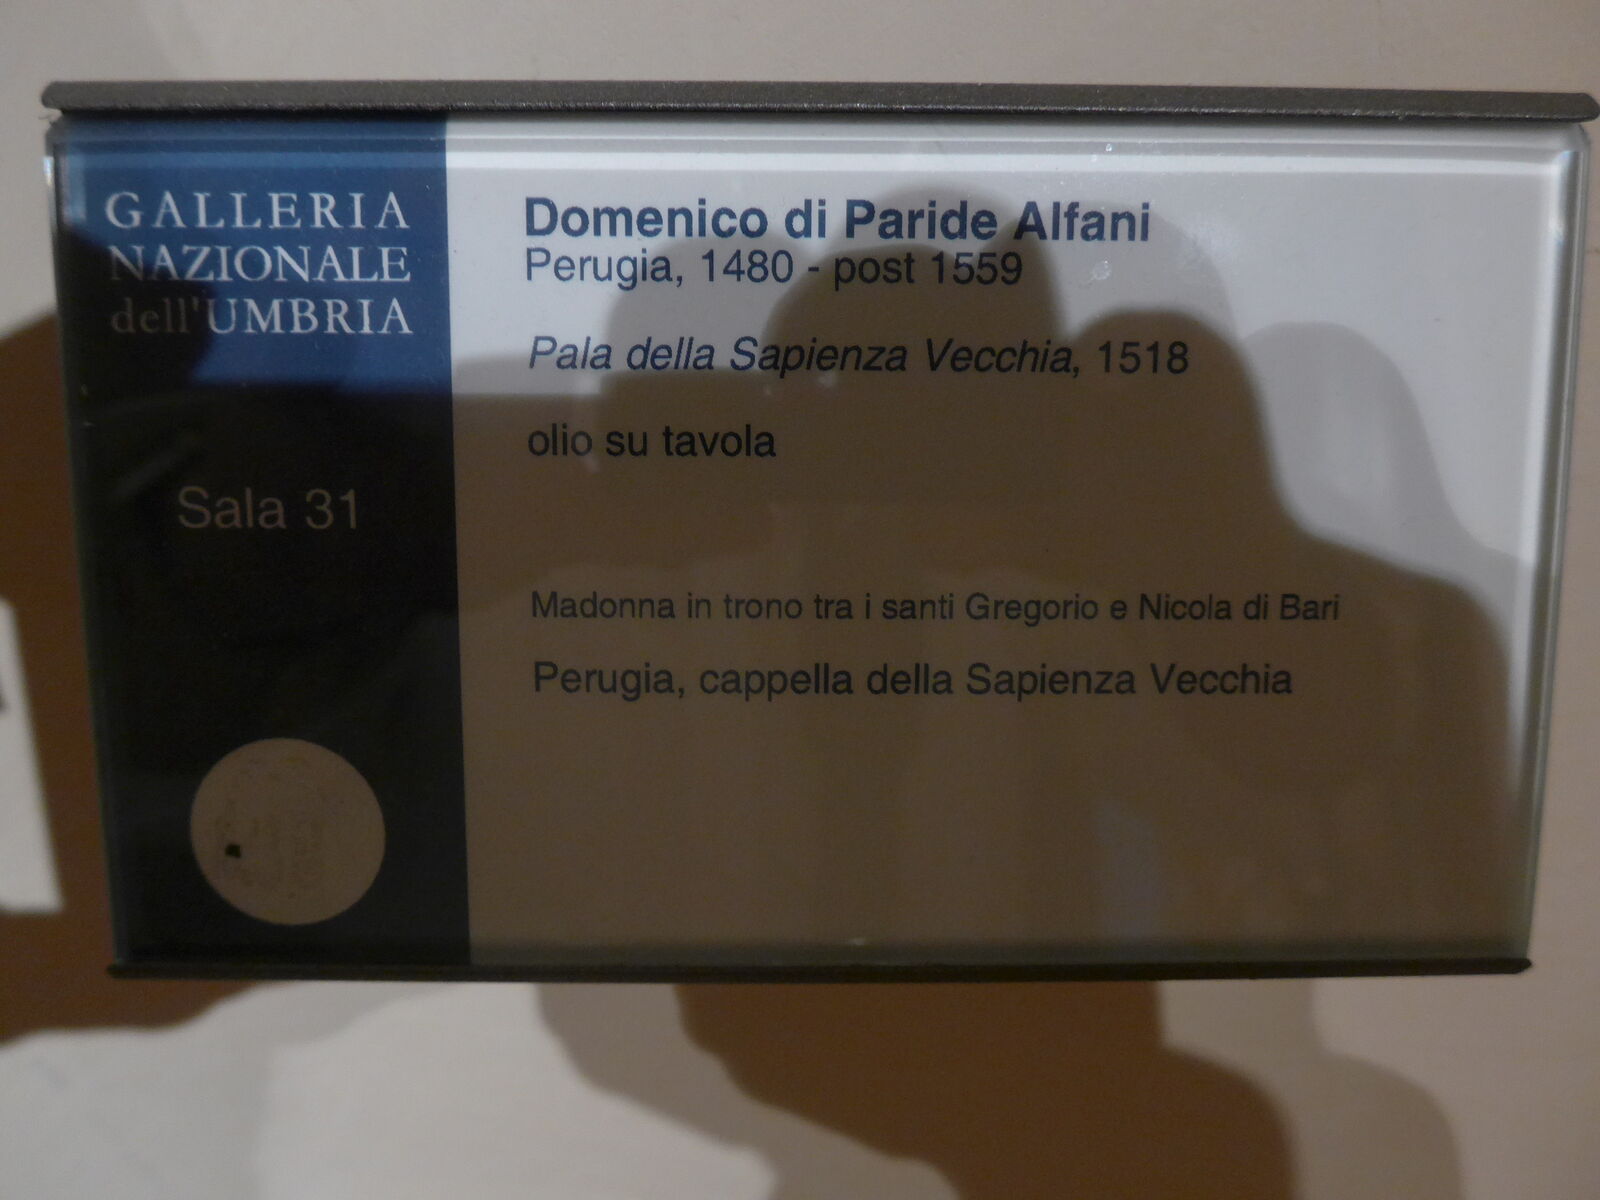 GALLERIA
NAZIONALE
dell'UMBRIA
Sala 31
Domenico di Paride Alfani
Perugia, 1480 - post 1559
Pala della Sapienza Vecchia, 1518
olio su tavola
Madonna in trono tra i santi Gregorio e Nicola di Bari
Perugia, cappella della Sapienza Vecchia